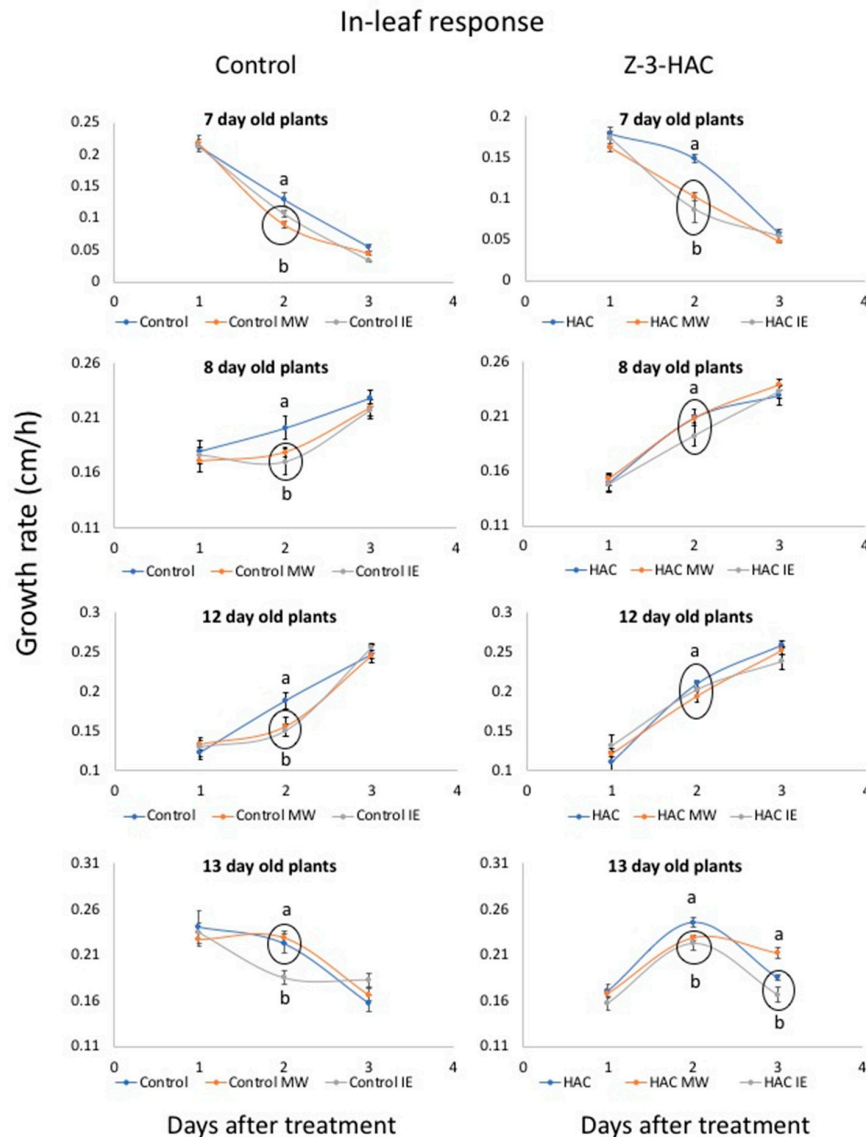 In-leaf response
Control
Z-3-HAC
Growth rate (cm/h)
7 day old plants
0.25
0.2
0.15
0.1
0.05
0
a
b
0 1 2 3 4
Control Control MW Control IE
7 day old plants
0.2
0.15
0.1
0.05
0
a
b
0 1 2 3 4
HAC HAC MW HAC IE
8 day old plants
0.26
0.21
0.16
0.11
a
b
0 1 2 3 4
Control Control MW Control IE
8 day old plants
0.26
0.21
0.16
0.11
a
0 1 2 3 4
HAC HAC MW HAC IE
12 day old plants
0.3
0.25
0.2
0.15
0.1
a
b
0 1 2 3 4
Control Control MW Control IE
12 day old plants
0.3
0.25
0.2
0.15
0.1
a
0 1 2 3 4
HAC HAC MW HAC IE
13 day old plants
0.31
0.26
0.21
0.16
0.11
a
b
0 1 2 3 4
Control Control MW Control IE
13 day old plants
0.31
0.26
0.21
0.16
0.11
a
b
a
b
0 1 2 3 4
HAC HAC MW HAC IE
Days after treatment
Days after treatment